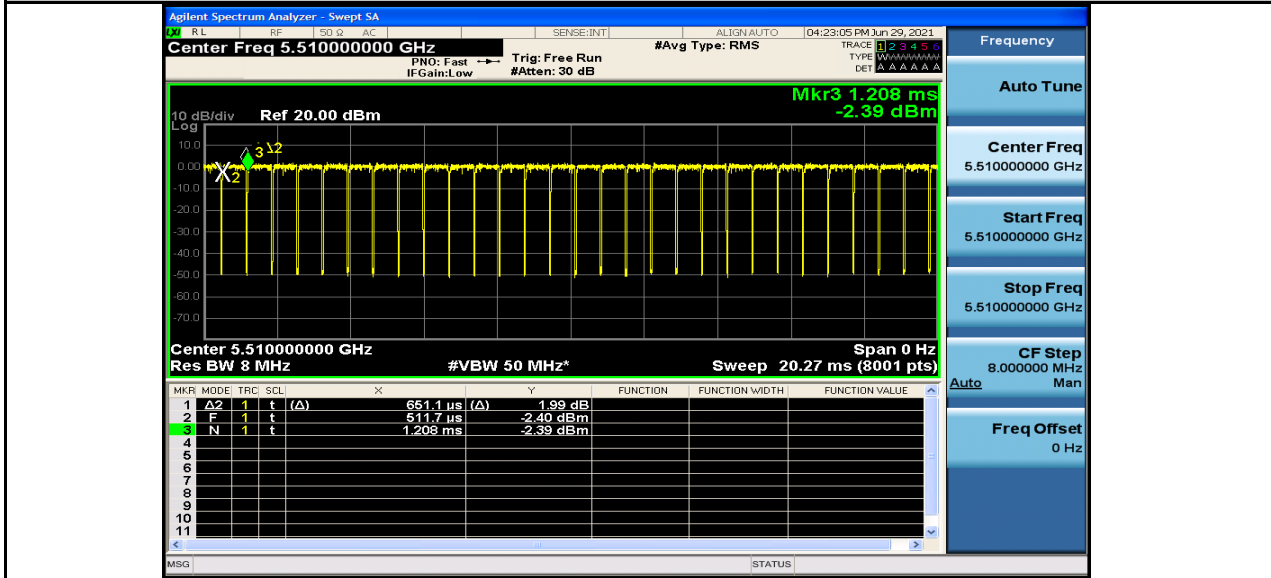 Agilent Spectrum Analyzer - Swept SA
LXI RL RF 50 Ω AC SENSE:INT ALIGNAUTO 04:23:05 PM Jun 29, 2021
Center Freq 5.510000000 GHz #Avg Type: RMS TRACE 1 2 3 4 5 6
PNO: Fast Trig: Free Run TYPE WWWWWW
IFGain:Low #Atten: 30 dB DET A A A A A A
Mkr3 1.208 ms
10 dB/div Ref 20.00 dBm -2.39 dBm
Log
10.0
0.00
-10.0
-20.0
-30.0
-40.0
-50.0
-60.0
-70.0
X2
3 Δ2
Center 5.510000000 GHz Span 0 Hz
Res BW 8 MHz #VBW 50 MHz* Sweep 20.27 ms (8001 pts)
MKR MODE TRC SCL X Y FUNCTION FUNCTION WIDTH FUNCTION VALUE
1 Δ2 1 t (Δ) 651.1 µs (Δ) 1.99 dB
2 F 1 t 511.7 µs -2.40 dBm
3 N 1 t 1.208 ms -2.39 dBm
4
5
6
7
8
9
10
11
MSG STATUS
Frequency
Auto Tune
Center Freq
5.510000000 GHz
Start Freq
5.510000000 GHz
Stop Freq
5.510000000 GHz
CF Step
8.000000 MHz
Auto Man
Freq Offset
0 Hz